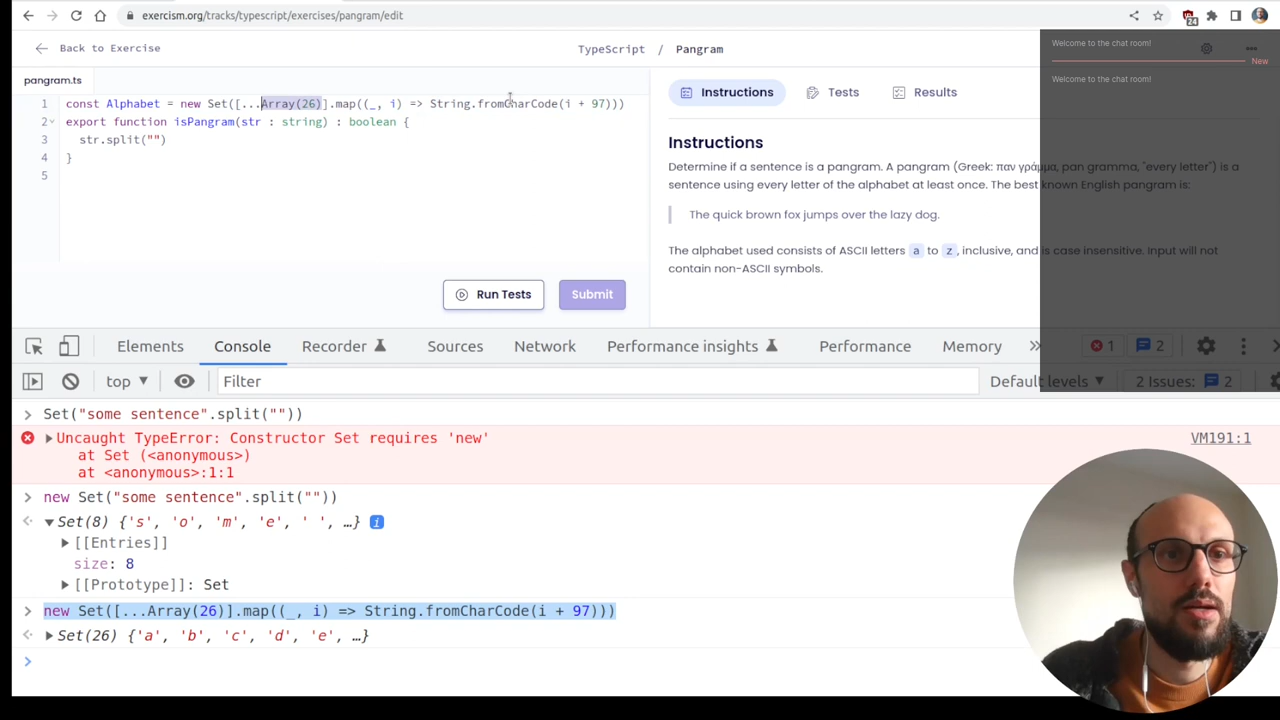 exercism.org/tracks/typescript/exercises/pangram/edit
24
Back to Exercise
TypeScript / Pangram
Welcome to the chat room!
New
Welcome to the chat room!
pangram.ts
1 const Alphabet = new Set([...Array(26)].map((_, i) => String.fromCharCode(i + 97)))
2 export function isPangram(str : string) : boolean {
3 str.split("")
4 }
5
Run Tests
Submit
Instructions
Tests
Results
Instructions
Determine if a sentence is a pangram. A pangram (Greek: παν γράμμα, pan gramma, "every letter") is a
sentence using every letter of the alphabet at least once. The best known English pangram is:
The quick brown fox jumps over the lazy dog.
The alphabet used consists of ASCII letters a to z, inclusive, and is case insensitive. Input will not
contain non-ASCII symbols.
Elements Console Recorder Sources Network Performance insights Performance Memory » 1 2
top Filter Default levels 2 Issues: 2
> Set("some sentence".split(""))
Uncaught TypeError: Constructor Set requires 'new' VM191:1
at Set (<anonymous>)
at <anonymous>:1:1
> new Set("some sentence".split(""))
Set(8) {'s', 'o', 'm', 'e', ' ', …}
[[Entries]]
size: 8
[[Prototype]]: Set
> new Set([...Array(26)].map((_, i) => String.fromCharCode(i + 97)))
Set(26) {'a', 'b', 'c', 'd', 'e', …}
>